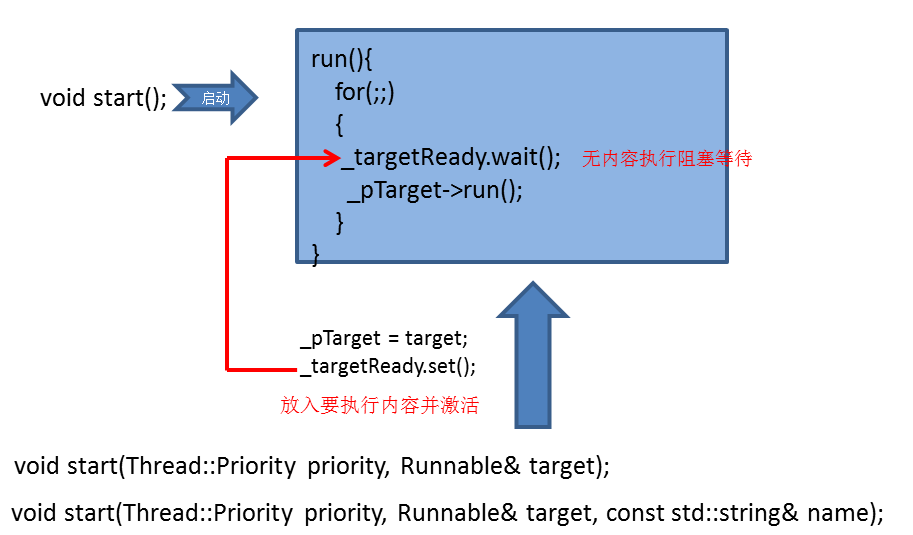 run(){
void start();
启动
for(;;)
{
_targetReady.wait();
无内容执行阻塞等待
_pTarget->run();
}
}
_pTarget = target;
_targetReady.set();
放入要执行内容并激活
void start(Thread::Priority priority, Runnable& target);
void start(Thread::Priority priority, Runnable& target, const std::string& name);